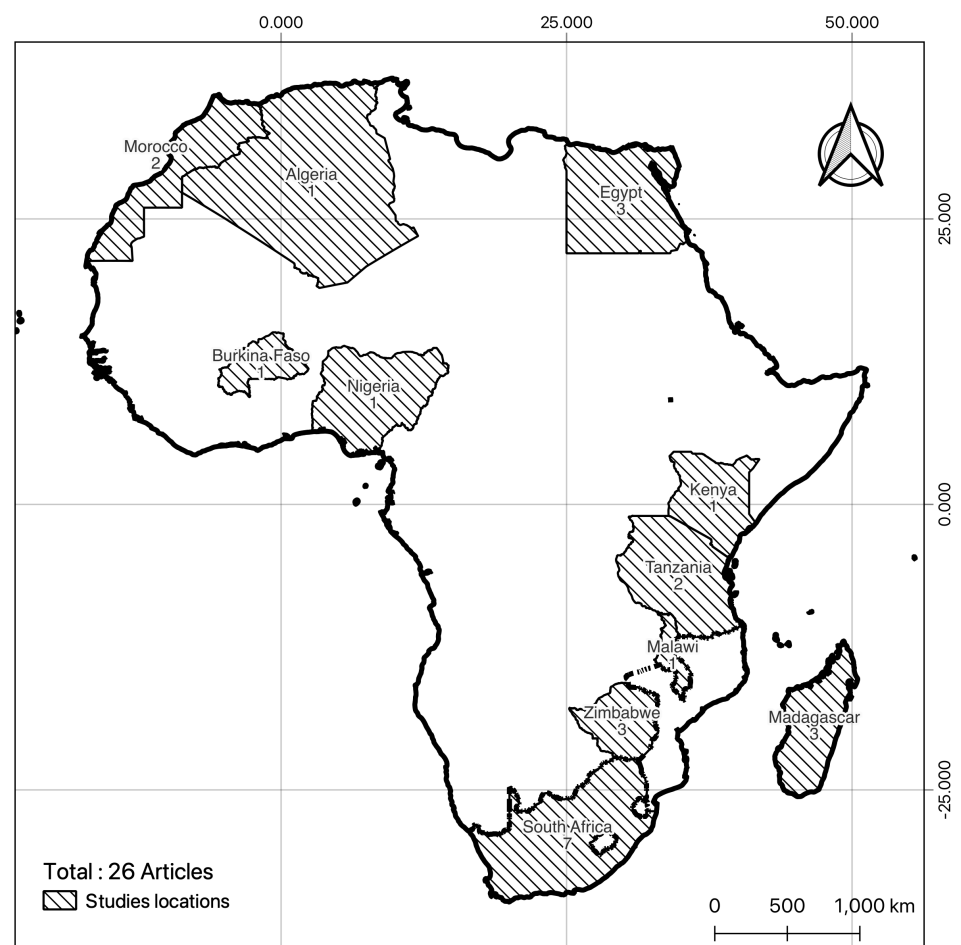 0.000
25.000
50.000
Morocco
2
Algeria
1
Egypt
3
25.000
Burkina Faso
1
Nigeria
1
Kenya
1
0.000
Tanzania
2
Malawi
1
Zimbabwe
3
Madagascar
3
-25.000
South Africa
7
Total : 26 Articles
Studies locations
0
500
1,000 km